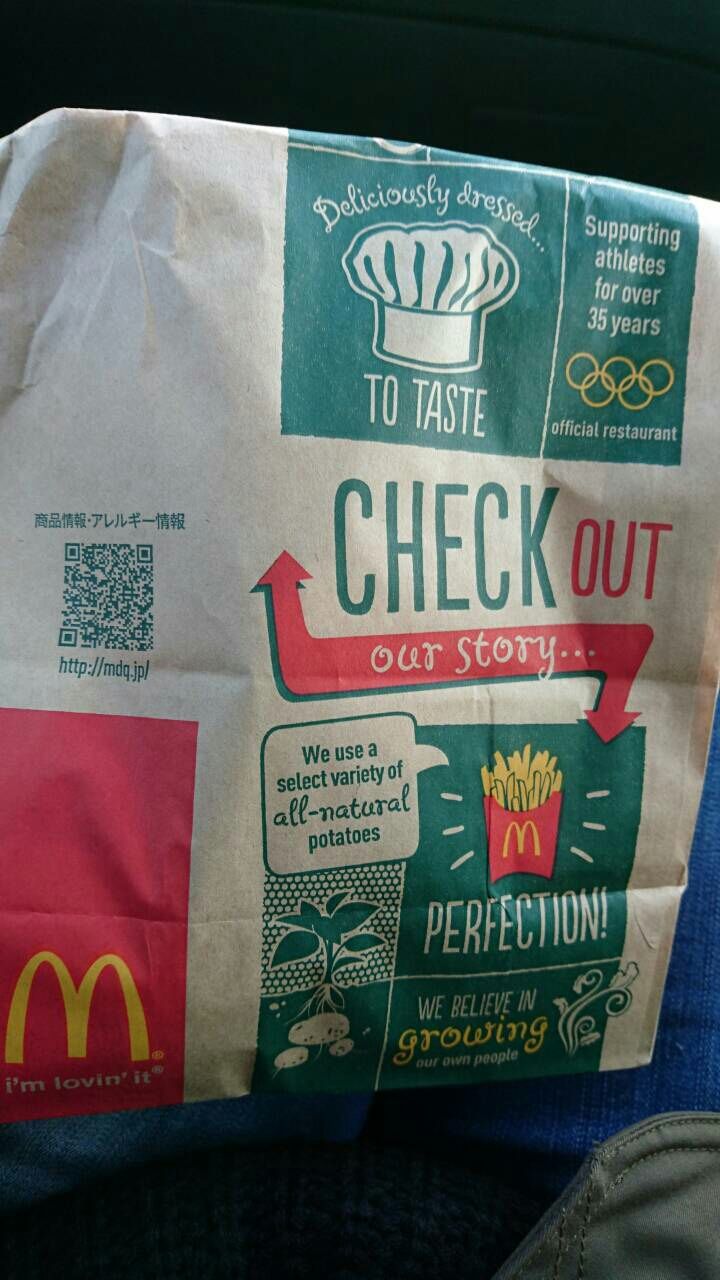 Deliciously dressed...
TO TASTE
Supporting
athletes
for over
35 years
official restaurant
商品情報・アレルギー情報
http://mdq.jp/
CHECK OUT
our story...
We use a
select variety of
all-natural
potatoes
M
PERFECTION!
WE BELIEVE IN
growing
our own people
M®
i'm lovin' it®